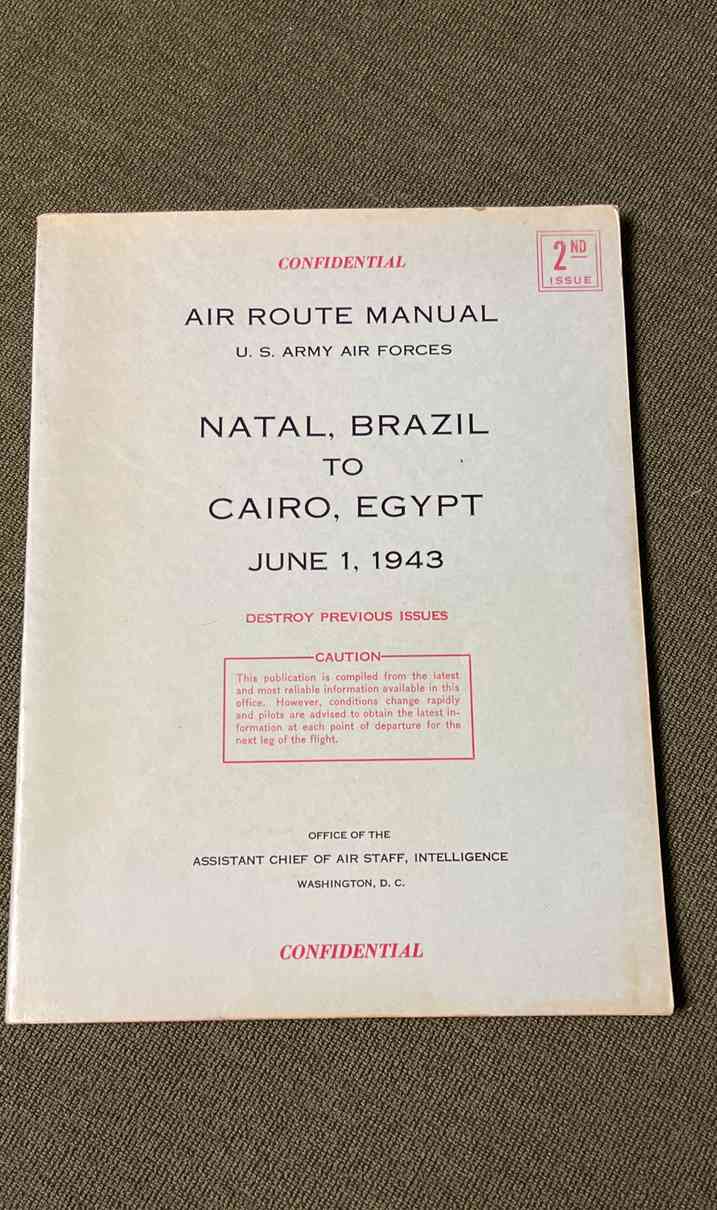 CONFIDENTIAL
2ND
ISSUE
AIR ROUTE MANUAL
U. S. ARMY AIR FORCES
NATAL, BRAZIL
TO
CAIRO, EGYPT
JUNE 1, 1943
DESTROY PREVIOUS ISSUES
CAUTION
This publication is compiled from the latest
and most reliable information available in this
office. However, conditions change rapidly
and pilots are advised to obtain the latest in-
formation at each point of departure for the
next leg of the flight.
OFFICE OF THE
ASSISTANT CHIEF OF AIR STAFF, INTELLIGENCE
WASHINGTON, D. C.
CONFIDENTIAL